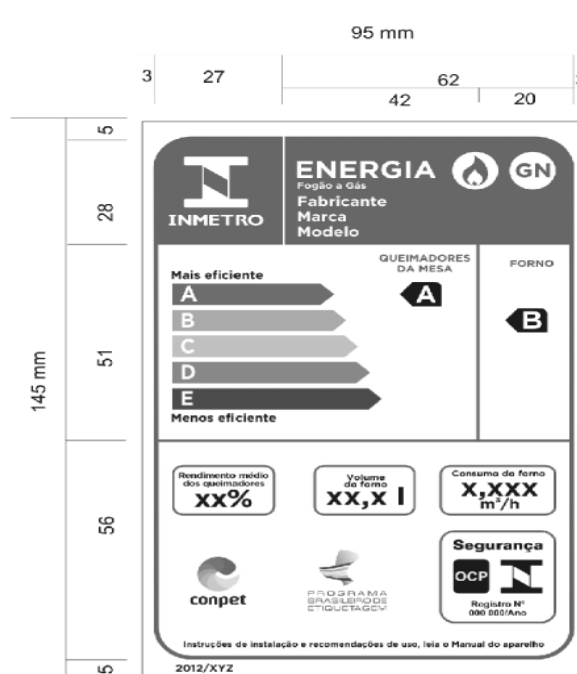 95 mm
3 27 62
42 20
5
28
51
145 mm
56
5
INMETRO
ENERGIA GN
Fogão a Gás
Fabricante
Marca
Modelo
Mais eficiente
A
B
C
D
E
Menos eficiente
QUEIMADORES
DA MESA
A
FORNO
B
Rendimento médio
dos queimadores
xx%
Volume
do forno
xx,x l
Consumo do forno
x,xxx
m³/h
conpet
PROGRAMA
BRASILEIRO DE
ETIQUETAGEM
Segurança
OCP
Registro Nº
000 000/Ano
Instruções de instalação e recomendações de uso, leia o Manual do aparelho
2012/XYZ